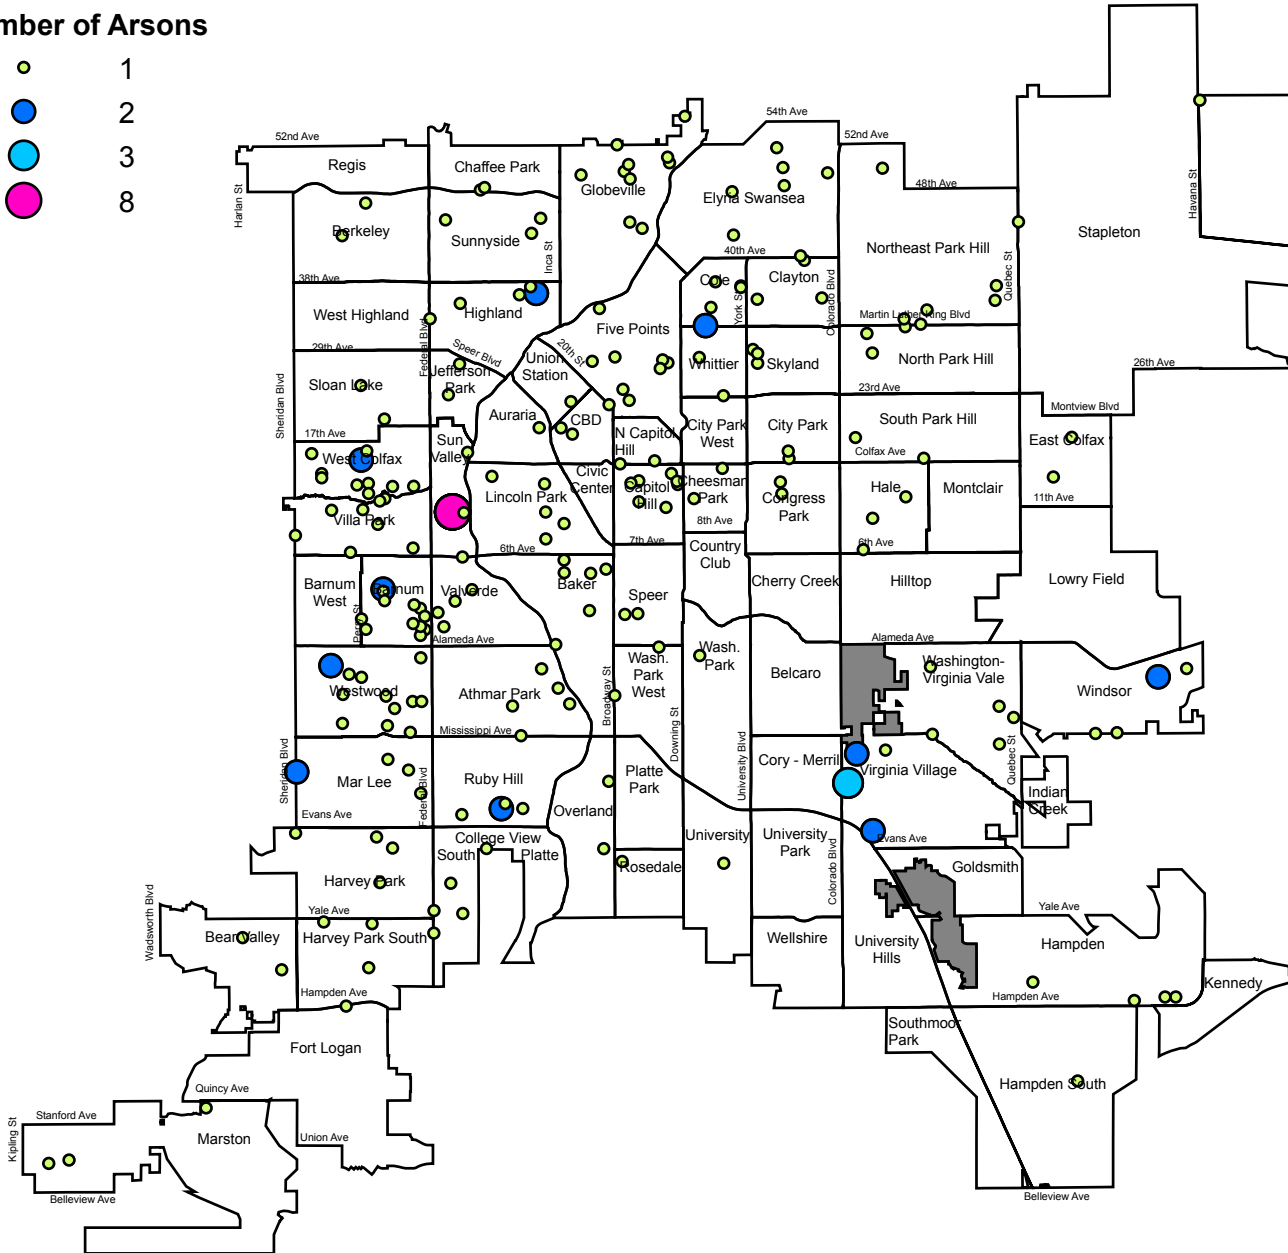 mber of Arsons
1
2
3
8
54th Ave
52nd Ave
52nd Ave
Regis
Chaffee Park
Globeville
Elyria Swansea
48th Ave
Harlan St
Havana St
Berkeley
Sunnyside
Inca St
40th Ave
Northeast Park Hill
Stapleton
Quebec St
38th Ave
Cole
Clayton
York St
Colorado Blvd
West Highland
Highland
Federal Blvd
Five Points
Martin Luther King Blvd
29th Ave
Speer Blvd
20th St
Union
Station
Whittier
Skyland
North Park Hill
26th Ave
Sloan Lake
Jefferson
Park
23rd Ave
Sheridan Blvd
Auraria
CBD
N Capitol
Hill
City Park
West
City Park
South Park Hill
Montview Blvd
17th Ave
Sun
Valley
East Colfax
West Colfax
Colfax Ave
Civic
Center
Lincoln Park
Capitol
Hill
Cheesman
Park
Congress
Park
Hale
Montclair
11th Ave
Villa Park
8th Ave
6th Ave
7th Ave
6th Ave
Country
Club
Barnum
West
Barnum
Valverde
Baker
Speer
Cherry Creek
Hilltop
Lowry Field
Perry St
Alameda Ave
Alameda Ave
Wash.
Park
West
Wash.
Park
Belcaro
Washington-
Virginia Vale
Windsor
Westwood
Athmar Park
Broadway St
Downing St
Mississippi Ave
University Blvd
Sheridan Blvd
Mar Lee
Federal Blvd
Ruby Hill
Platte
Park
Cory - Merrill
Virginia Village
Quebec St
Indian
Creek
Evans Ave
Overland
College View
South Platte
University
University
Park
Evans Ave
Colorado Blvd
Rosedale
Goldsmith
Harvey Park
Wadsworth Blvd
Yale Ave
Yale Ave
Bear Valley
Harvey Park South
Wellshire
University
Hills
Hampden
Kennedy
Hampden Ave
Hampden Ave
Southmoor
Park
Fort Logan
Hampden South
Quincy Ave
Stanford Ave
Kipling St
Marston
Union Ave
Belleview Ave
Belleview Ave